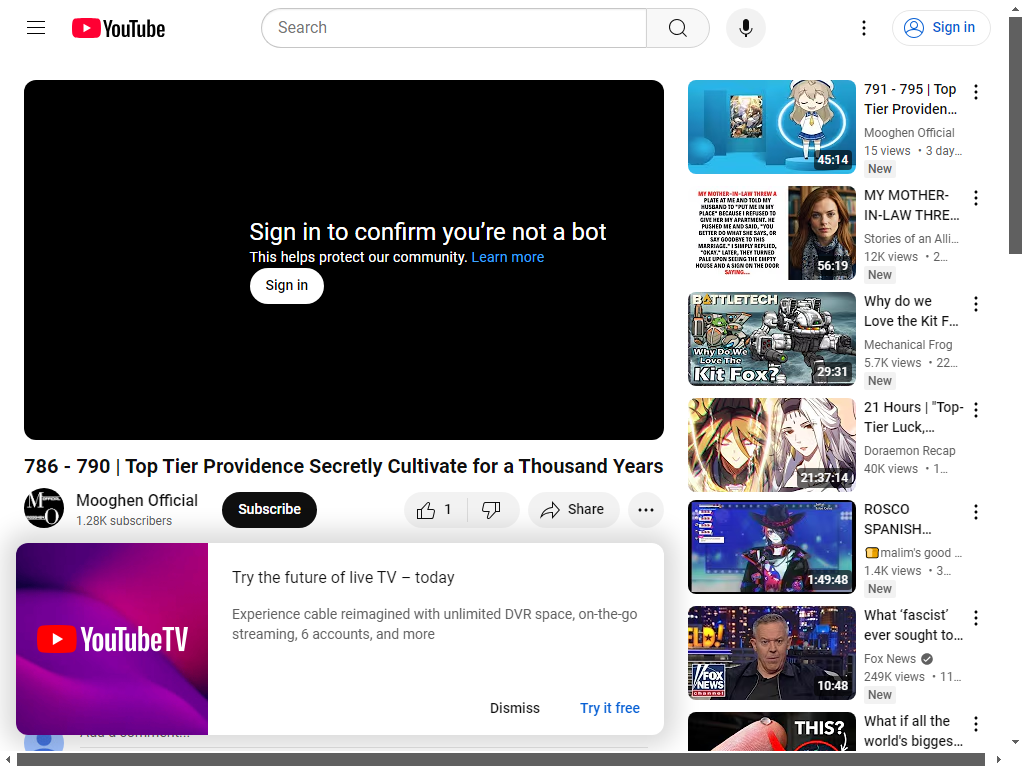 YouTube
Search
Sign in
Sign in to confirm you're not a bot
This helps protect our community. Learn more
Sign in
786 - 790 | Top Tier Providence Secretly Cultivate for a Thousand Years
Mooghen Official
1.28K subscribers
Subscribe
1
Share
YouTubeTV
Try the future of live TV – today
Experience cable reimagined with unlimited DVR space, on-the-go
streaming, 6 accounts, and more
Dismiss
Try it free
Add a comment...
45:14
791 - 795 | Top
Tier Providen...
Mooghen Official
15 views • 3 day...
New
MY MOTHER-IN-LAW THREW A
PLATE AT ME AND TOLD MY
HUSBAND TO "PUT ME IN MY
PLACE" BECAUSE I REFUSED TO
GIVE HER MY APARTMENT. HE
PUSHED ME AND SAID, "YOU
BETTER DO WHAT SHE SAYS, OR
SAY GOODBYE TO THIS
MARRIAGE." I SIMPLY REPLIED,
"OKAY." LATER, THEY TURNED
PALE UPON SEEING THE EMPTY
HOUSE AND A SIGN ON THE DOOR
SAYING...
56:19
MY MOTHER-
IN-LAW THRE...
Stories of an Alli...
12K views • 2...
New
BATTLETECH
Why Do We
Love The
Kit Fox?
29:31
Why do we
Love the Kit F...
Mechanical Frog
5.7K views • 22...
New
21:37:14
21 Hours | "Top-
Tier Luck,...
Doraemon Recap
40K views • 1...
1:49:48
ROSCO
SPANISH...
malim's good ...
1.4K views • 3...
New
FOX
NEWS
channel
10:48
What 'fascist'
ever sought to...
Fox News
249K views • 11...
New
THIS?
What if all the
world's bigges...